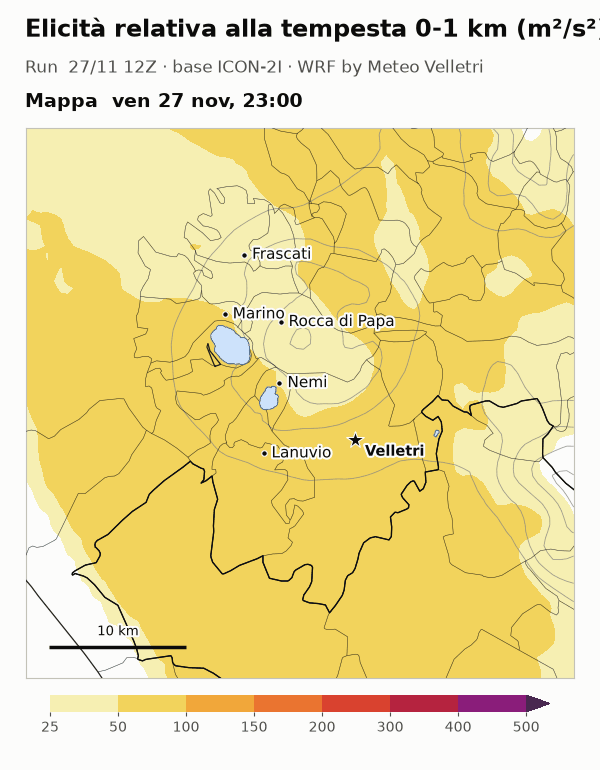 Elicità relativa alla tempesta 0-1 km (m²/s²)
Run 27/11 12Z · base ICON-2I · WRF by Meteo Velletri
Mappa ven 27 nov, 23:00
Frascati
Marino
Rocca di Papa
Nemi
Velletri
Lanuvio
10 km
25 50 100 150 200 300 400 500